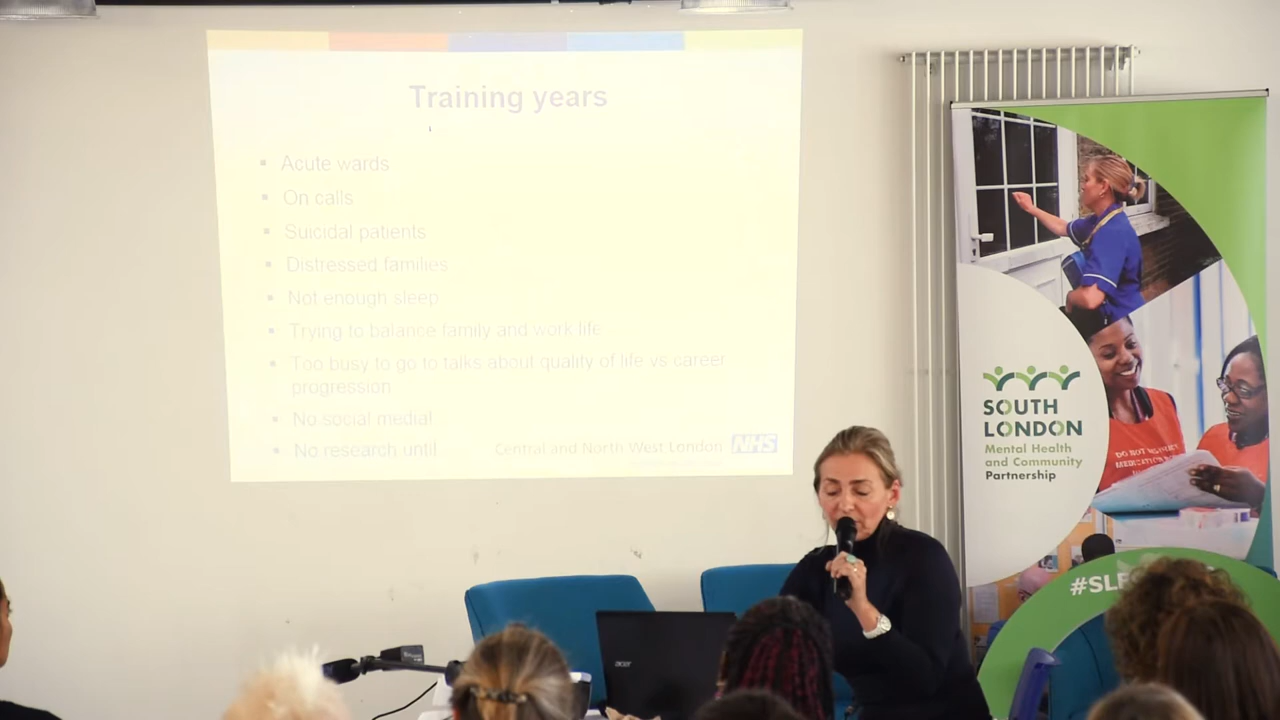 Training years
Acute wards
On calls
Suicidal patients
Distressed families
Not enough sleep
Trying to balance family and work life
Too busy to go to talks about quality of life vs career
progression
No social media!
No research until
Central and North West London NHS
SOUTH
LONDON
Mental Health
and Community
Partnership
DO NOT
acer